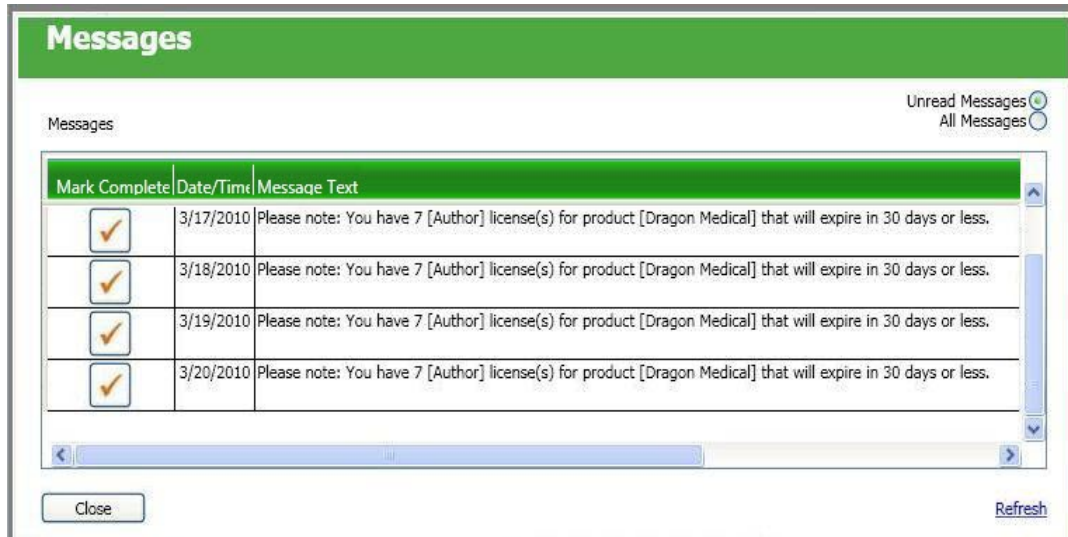 Messages
Unread Messages
All Messages
Messages
Mark Complete Date/Time Message Text
3/17/2010 Please note: You have 7 [Author] license(s) for product [Dragon Medical] that will expire in 30 days or less.
3/18/2010 Please note: You have 7 [Author] license(s) for product [Dragon Medical] that will expire in 30 days or less.
3/19/2010 Please note: You have 7 [Author] license(s) for product [Dragon Medical] that will expire in 30 days or less.
3/20/2010 Please note: You have 7 [Author] license(s) for product [Dragon Medical] that will expire in 30 days or less.
Close
Refresh